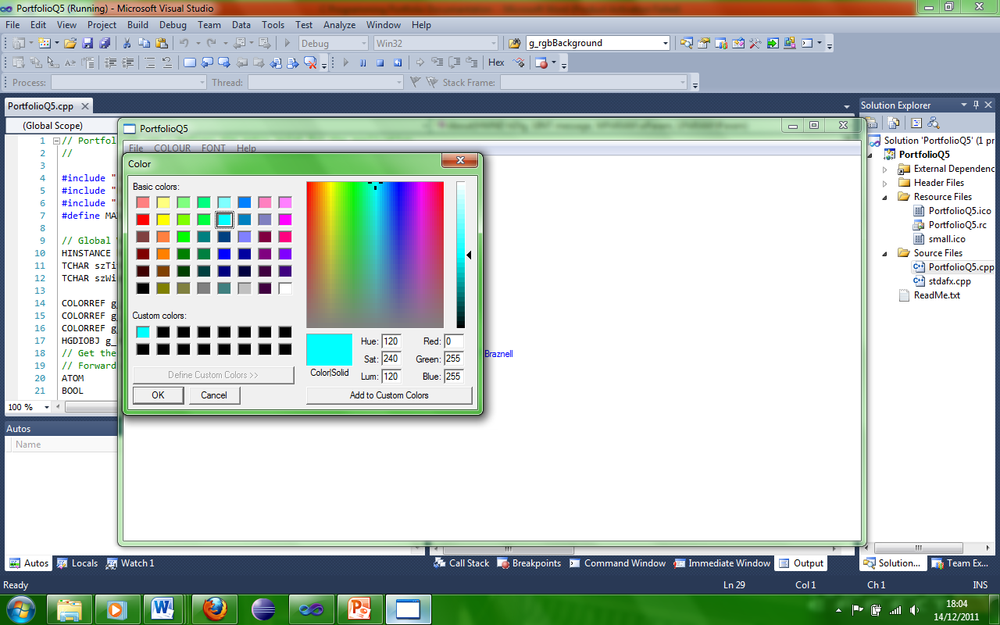 PortfolioQ5 (Running) - Microsoft Visual Studio
File Edit View Project Build Debug Team Data Tools Test Analyze Window Help
Debug Win32 g_rgbBackground
Hex
Process: Thread: Stack Frame:
PortfolioQ5.cpp
(Global Scope)
1 // Portfol
2 //
3
4 #include "
5 #include "
6 #include "
7 #define MA
8
9 // Global
10 HINSTANCE
11 TCHAR szTi
12 TCHAR szWi
13
14 COLORREF g_
15 COLORREF g_
16 COLORREF g_
17 HGDIOBJ g_
18 // Get the
19 // Forward
20 ATOM
21 BOOL
100 %
Autos
Name
PortfolioQ5
File COLOUR FONT Help
Braznell
Color
Basic colors:
Custom colors:
Define Custom Colors >>
OK Cancel
Color|Solid
Hue: 120 Red: 0
Sat: 240 Green: 255
Lum: 120 Blue: 255
Add to Custom Colors
Solution Explorer
Solution 'PortfolioQ5' (1 pr
PortfolioQ5
External Dependenc
Header Files
Resource Files
PortfolioQ5.ico
PortfolioQ5.rc
small.ico
Source Files
PortfolioQ5.cpp
stdafx.cpp
ReadMe.txt
Autos Locals Watch 1
Call Stack Breakpoints Command Window Immediate Window Output
Solution... Team Ex...
Ready Ln 29 Col 1 Ch 1 INS
18:04
14/12/2011